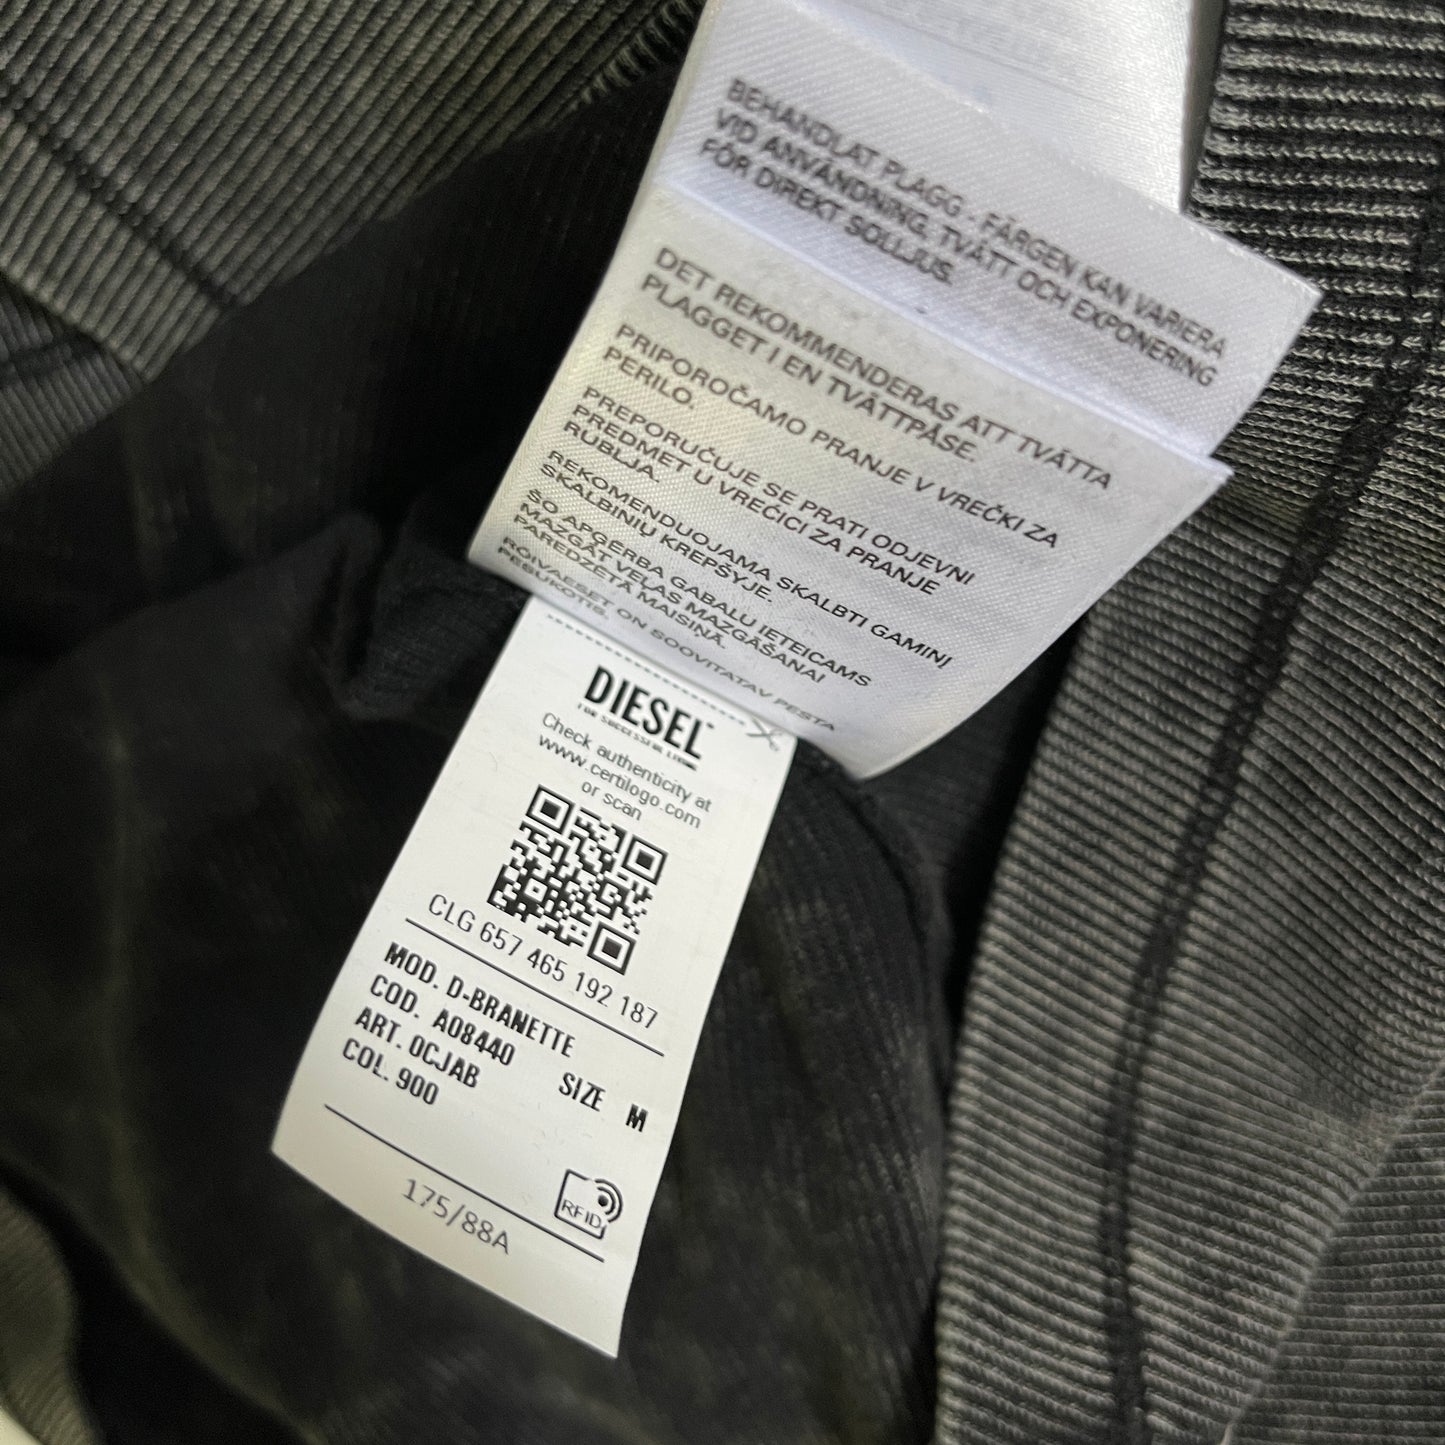 BEHANDLAT PLAGG - FÄRGEN KAN VARIERA
VID ANVÄNDNING, TVÄTT OCH EXPONERING
FÖR DIREKT SOLLJUS.
DET REKOMMENDERAS ATT TVÄTTA
PLAGGET I EN TVÄTTPÅSE.
PRIPOROČAMO PRANJE V VREČKI ZA
PERILO.
PREPORUČUJE SE PRATI ODJEVNI
PREDMET U VREĆICI ZA PRANJE
RUBLJA.
REKOMENDUOJAMA SKALBTI GAMINĮ
SKALBINIŲ KREPŠYJE.
ŠO APĢĒRBA GABALU IETEICAMS
MAZGĀT VEĻAS MAZGĀŠANAI
PAREDZĒTĀ MAISIŅĀ.
RÕIVAESET ON SOOVITATAV PESTA
PESUKOTIS.
DIESEL
FOR SUCCESSFUL LIVING
Check authenticity at
www.certilogo.com
or scan
CLG 657 465 192 187
MOD. D-BRANETTE
COD. A08440
ART. 0CJAB SIZE M
COL. 900
RFID
175/88A